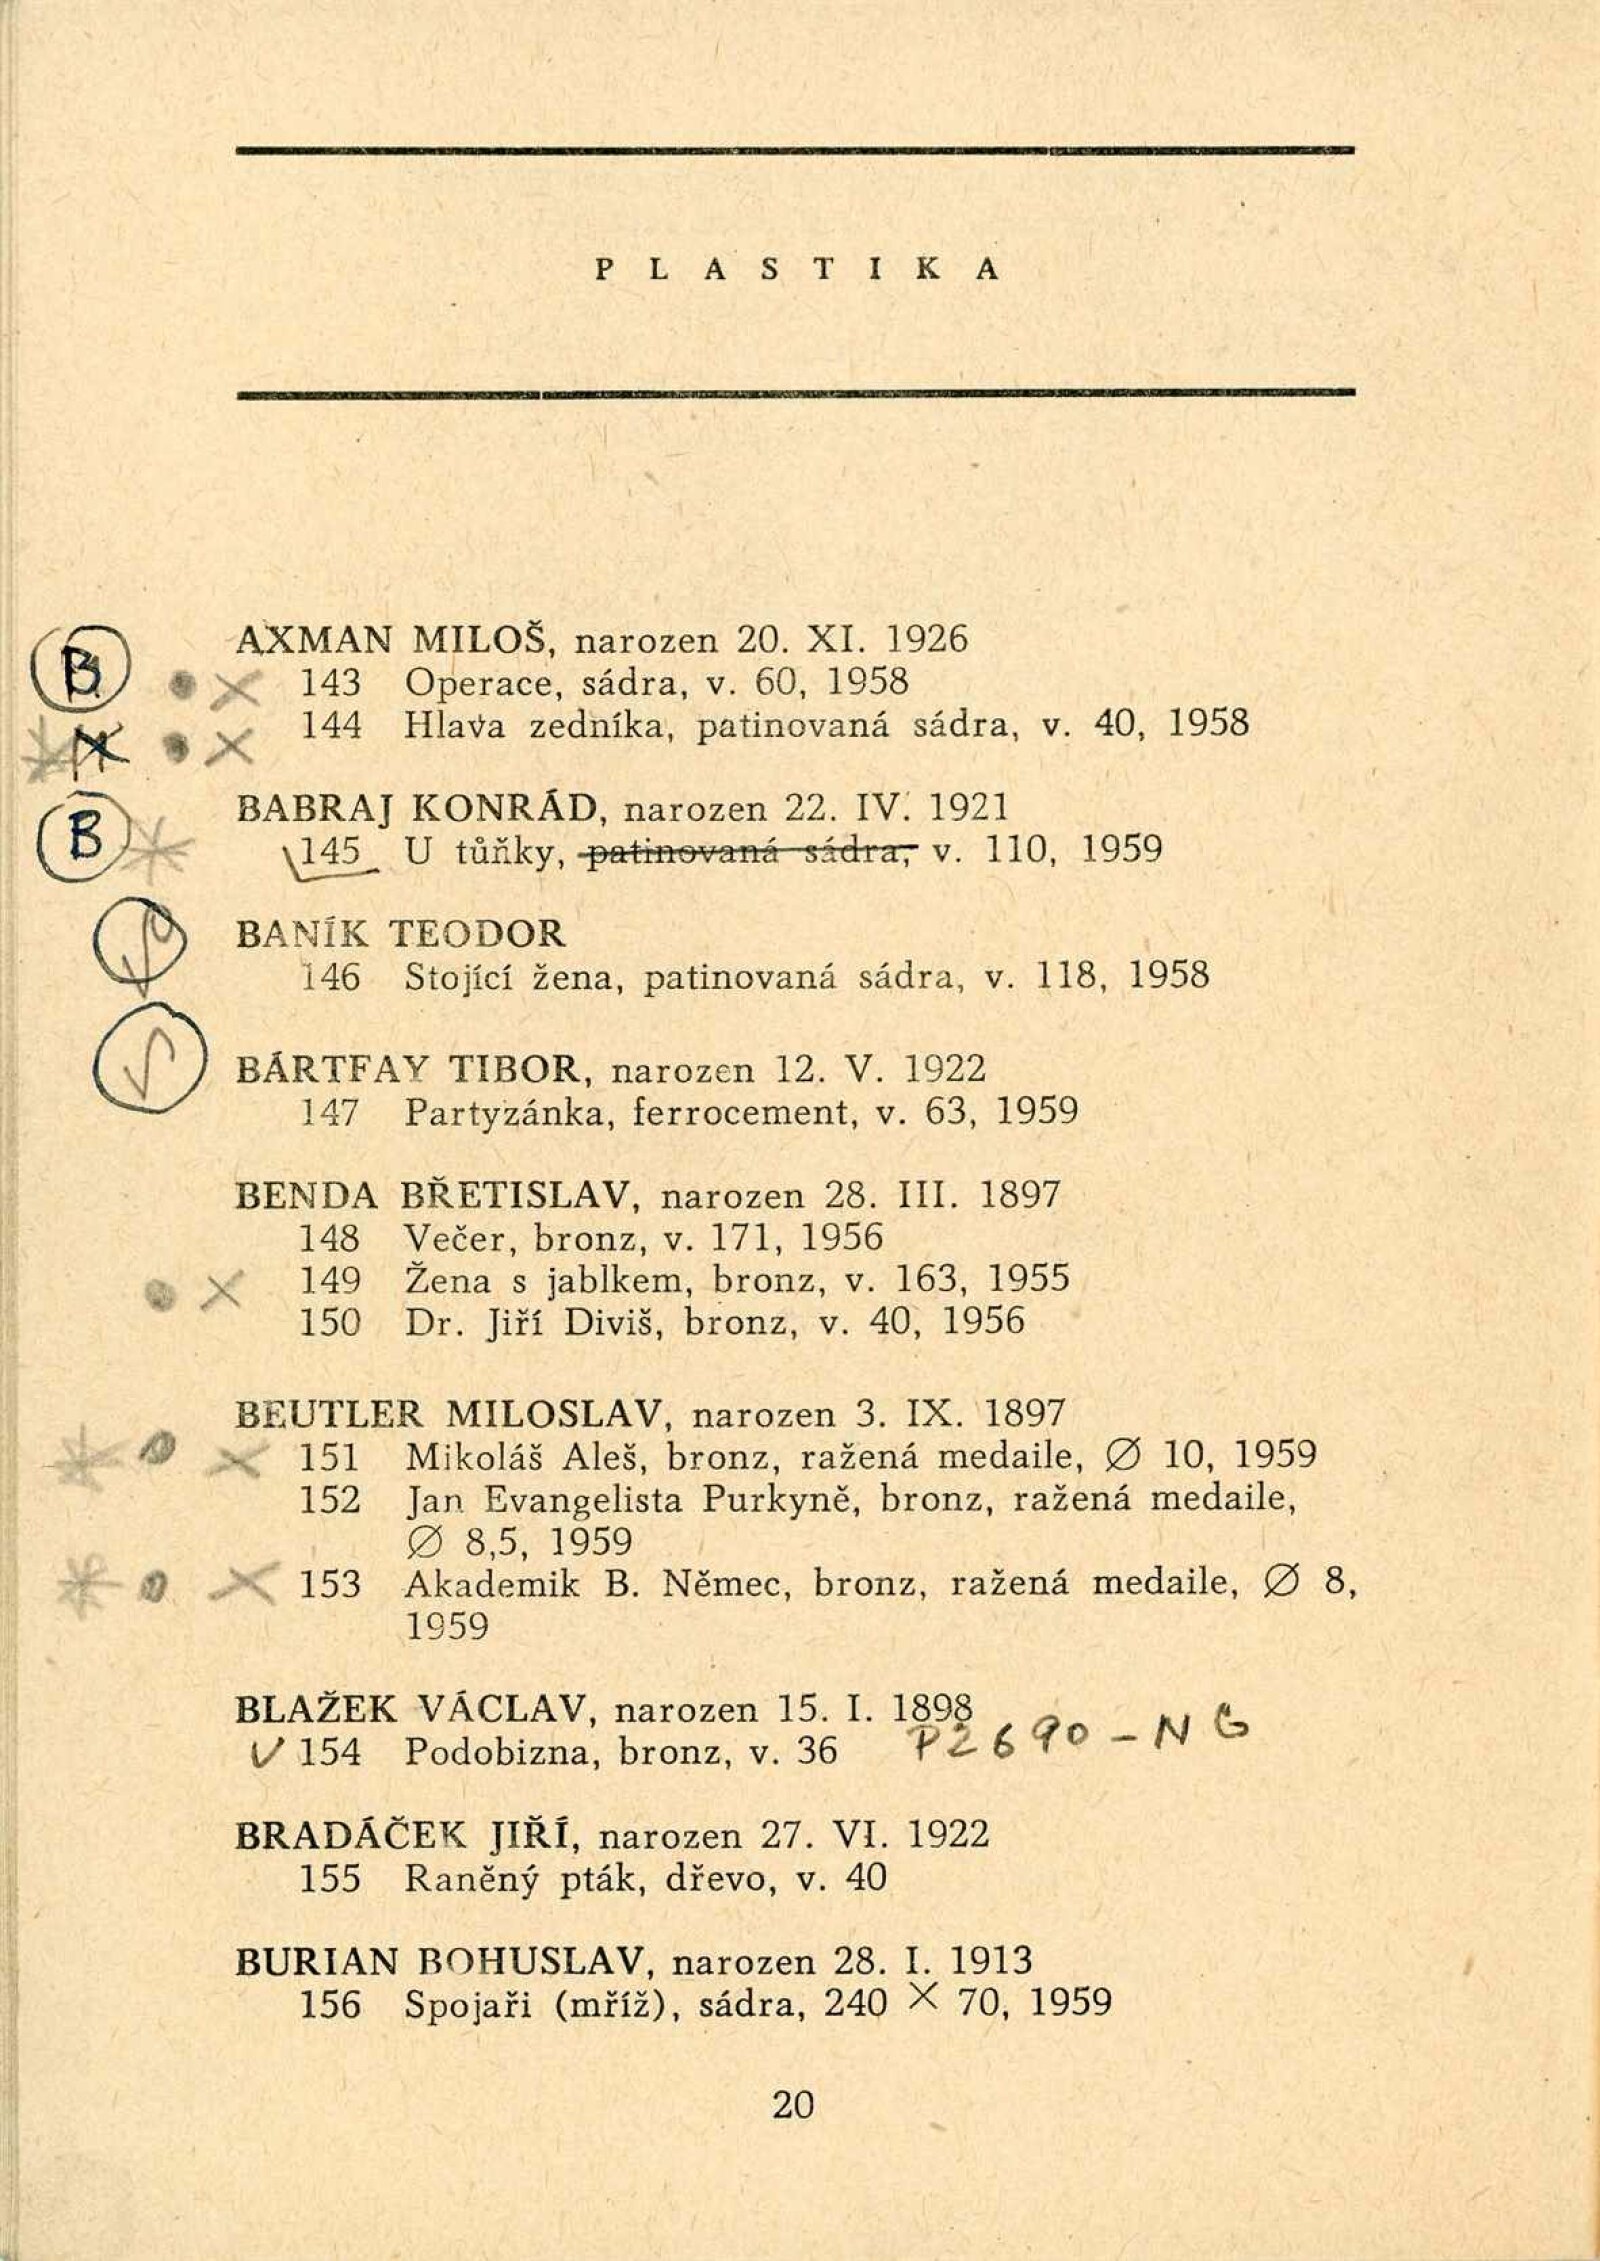 PLASTIKA
B
AXMAN MILOŠ, narozen 20. XI. 1926
143 Operace, sádra, v. 60, 1958
144 Hlava zedníka, patinovaná sádra, v. 40, 1958
B
BABRAJ KONRÁD, narozen 22. IV. 1921
145 U tůňky, patinovaná sádra, v. 110, 1959
BANÍK TEODOR
146 Stojící žena, patinovaná sádra, v. 118, 1958
BÁRTFAY TIBOR, narozen 12. V. 1922
147 Partyzánka, ferrocement, v. 63, 1959
BENDA BŘETISLAV, narozen 28. III. 1897
148 Večer, bronz, v. 171, 1956
149 Žena s jablkem, bronz, v. 163, 1955
150 Dr. Jiří Diviš, bronz, v. 40, 1956
BEUTLER MILOSLAV, narozen 3. IX. 1897
151 Mikoláš Aleš, bronz, ražená medaile, ∅ 10, 1959
152 Jan Evangelista Purkyně, bronz, ražená medaile,
∅ 8,5, 1959
153 Akademik B. Němec, bronz, ražená medaile, ∅ 8,
1959
BLAŽEK VÁCLAV, narozen 15. I. 1898
154 Podobizna, bronz, v. 36 P2690-NG
BRADÁČEK JIŘÍ, narozen 27. VI. 1922
155 Raněný pták, dřevo, v. 40
BURIAN BOHUSLAV, narozen 28. I. 1913
156 Spojaři (mříž), sádra, 240 × 70, 1959
20